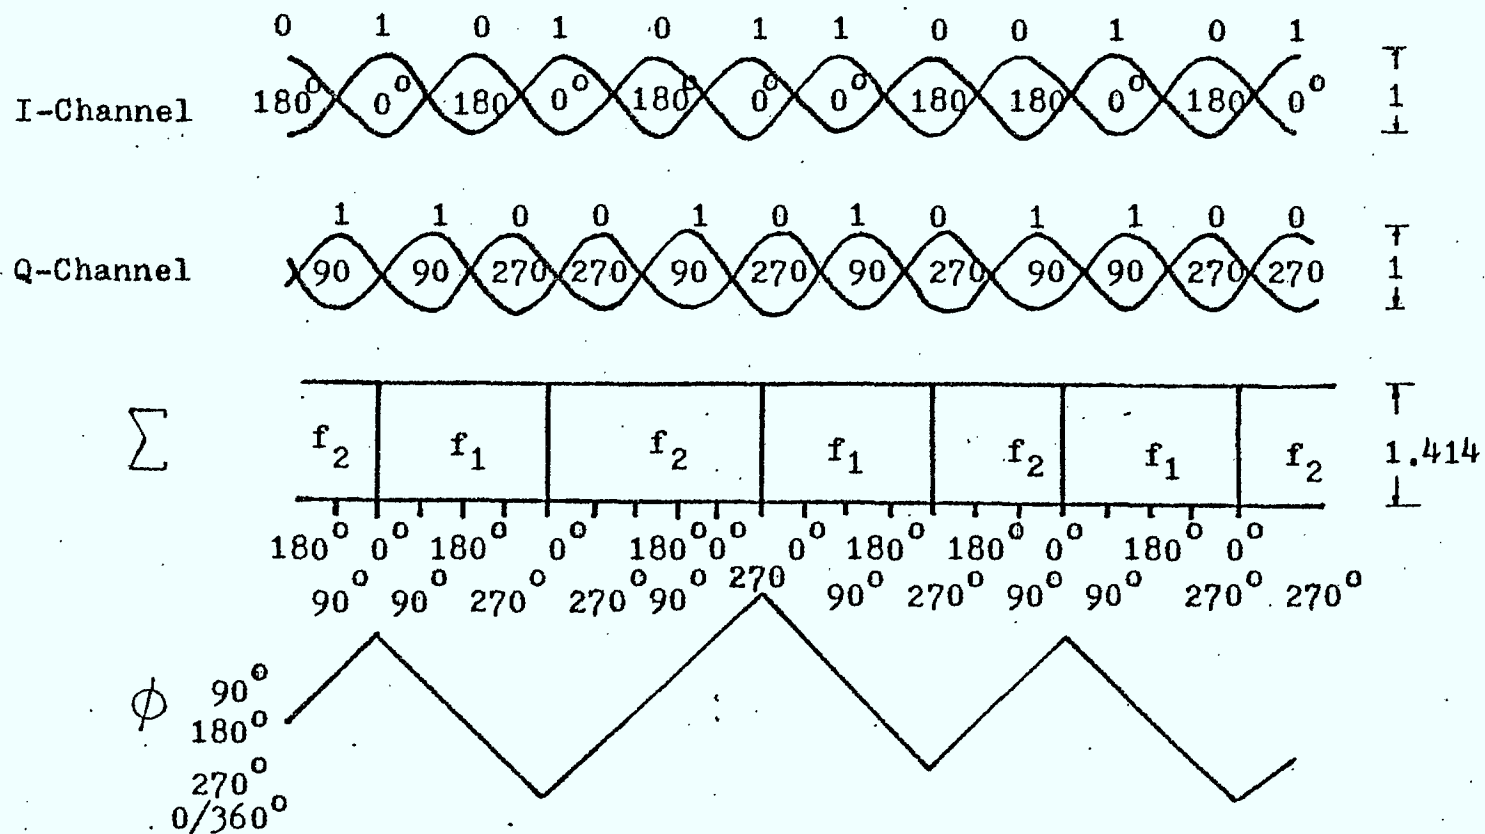 0 1 0 1 0 1 1 0 0 1 0 1
I-Channel 180° 0° 180 0° 180° 0° 0° 180 180 0° 180 0° 1
1 1 0 0 1 0 1 0 1 1 0 0
Q-Channel 90 90 270 270 90 270 90 270 90 90 270 270 1
Σ f₂ f₁ f₂ f₁ f₂ f₁ f₂ 1.414
180° 0° 180° 0° 180° 0° 0° 180° 180° 0° 180° 0°
90° 90° 270° 270° 90° 270 90° 270° 90° 90° 270° 270°
ϕ 90°
180°
270°
0/360°